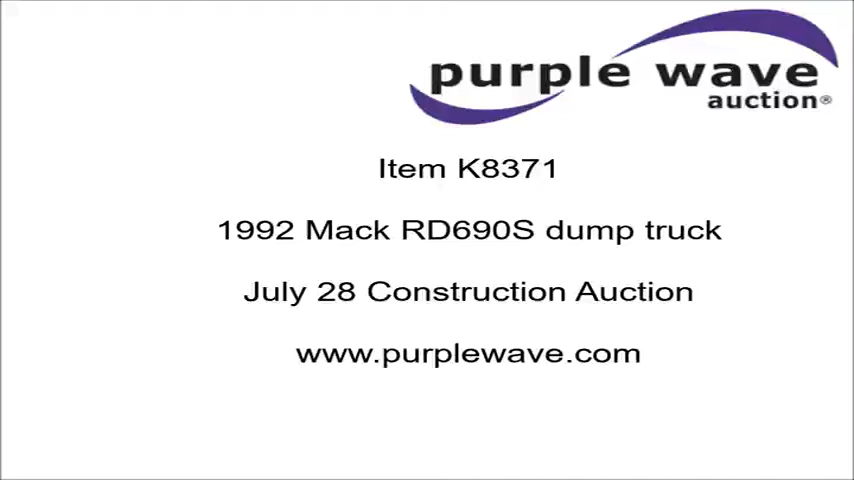 purple wave
auction®
Item K8371
1992 Mack RD690S dump truck
July 28 Construction Auction
www.purplewave.com